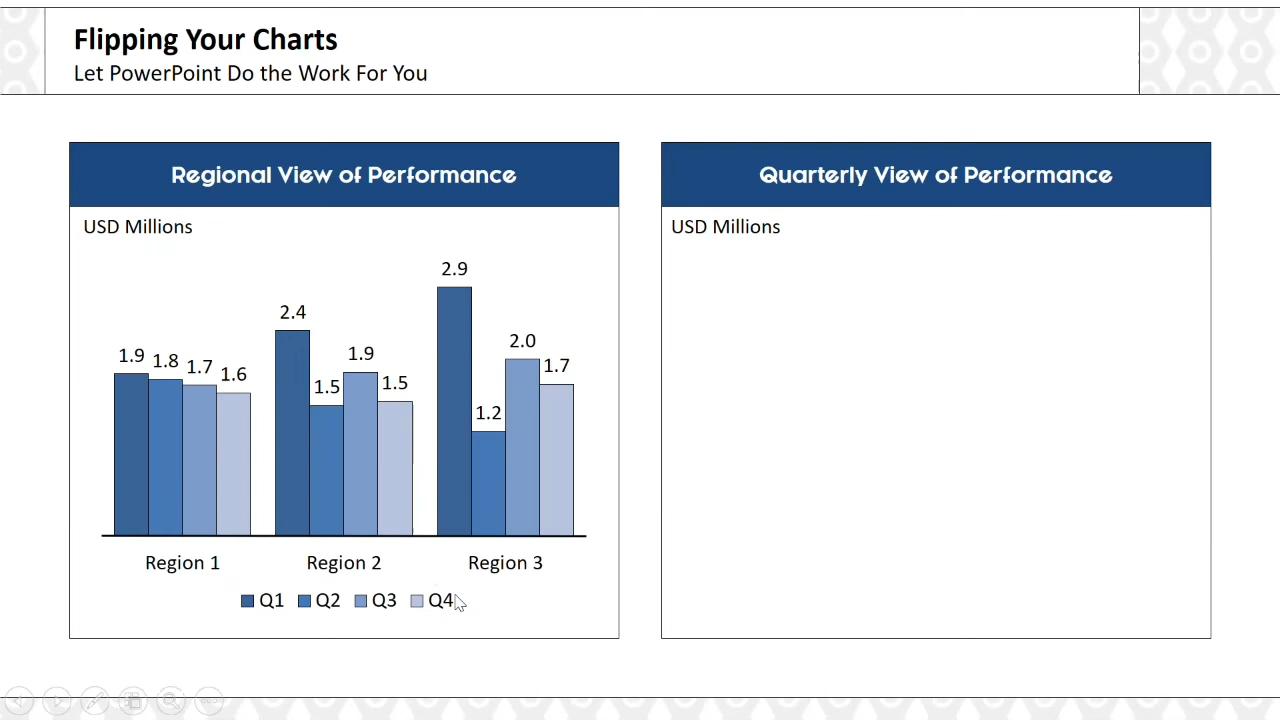 Flipping Your Charts
Let PowerPoint Do the Work For You
Regional View of Performance
USD Millions
2.9
2.4
2.0
1.9
1.8
1.7
1.6
1.5
1.9
1.5
1.2
1.7
Region 1
Region 2
Region 3
Q1
Q2
Q3
Q4
Quarterly View of Performance
USD Millions